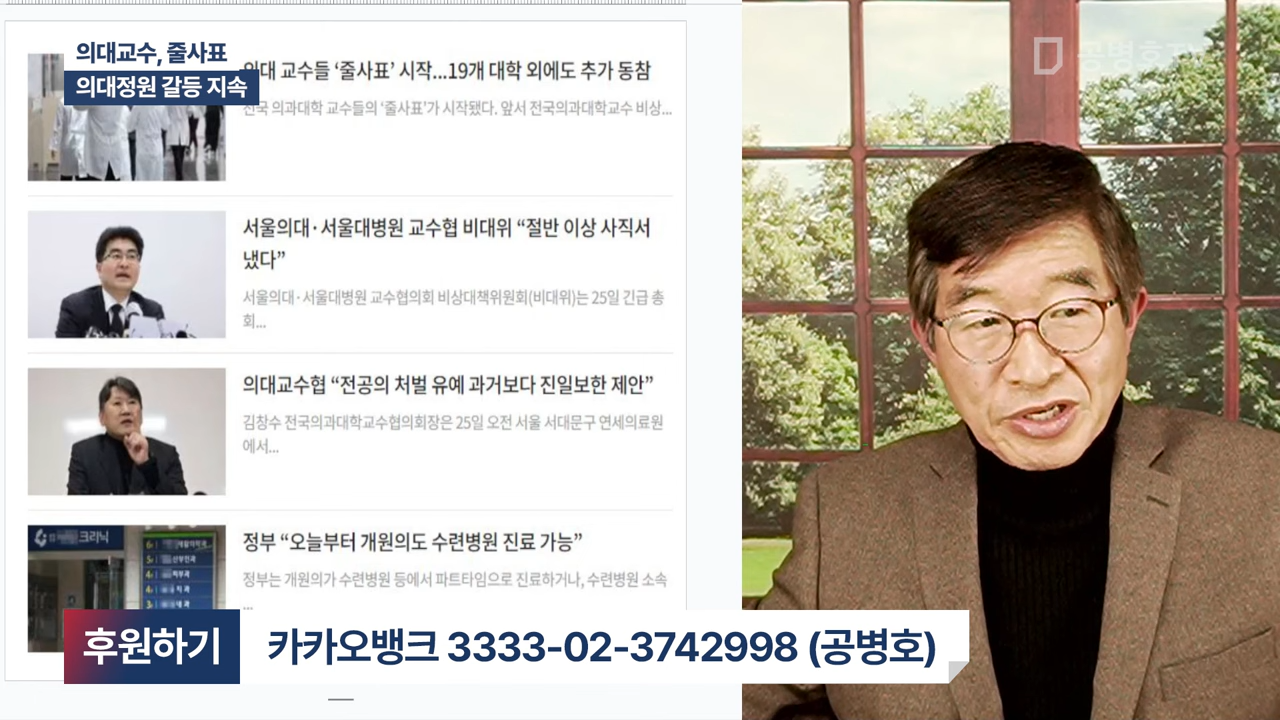 의대교수, 줄사표
의대정원 갈등 지속
의대 교수들 ‘줄사표’ 시작...19개 대학 외에도 추가 동참
전국 의과대학 교수들의 ‘줄사표’가 시작됐다. 앞서 전국의과대학교수 비상...
서울의대·서울대병원 교수협 비대위 “절반 이상 사직서
냈다”
서울의대·서울대병원 교수협의회 비상대책위원회(비대위)는 25일 긴급 총
회...
의대교수협 “전공의 처벌 유예 과거보다 진일보한 제안”
김창수 전국의과대학교수협의회장은 25일 오전 서울 서대문구 연세의료원
에서...
정부 “오늘부터 개원의도 수련병원 진료 가능”
정부는 개원의가 수련병원 등에서 파트타임으로 진료하거나, 수련병원 소속
...
크리닉
후원하기
카카오뱅크 3333-02-3742998 (공병호)
공병호